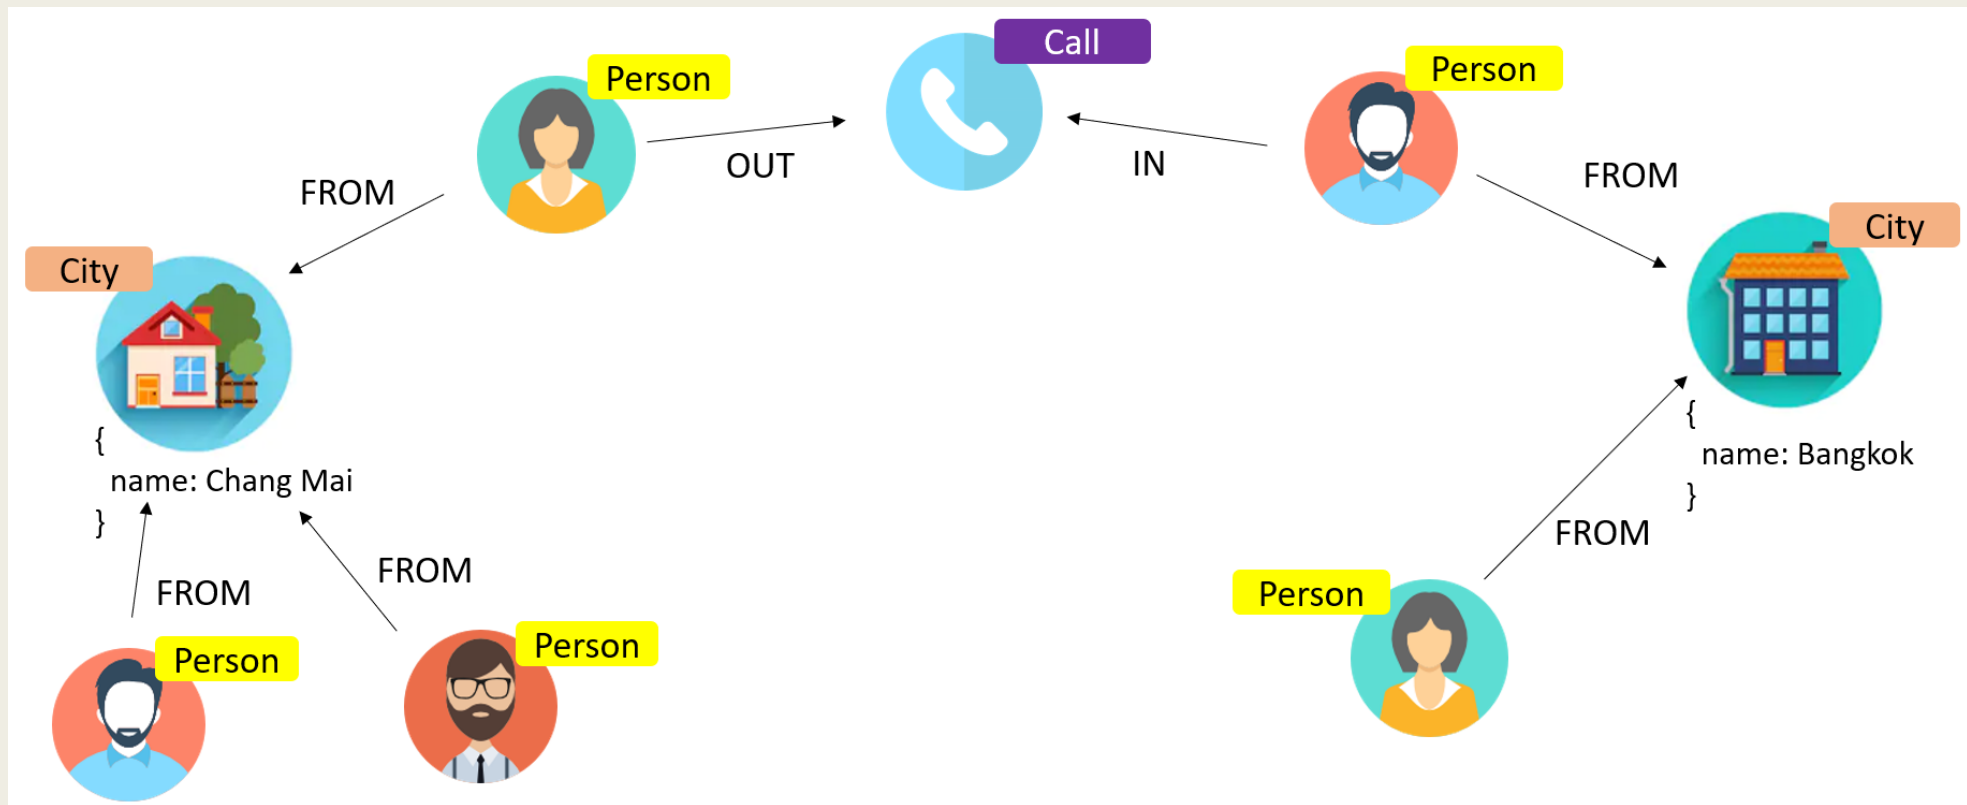 Call
Person
Person
OUT
IN
FROM
FROM
City
City
{
name: Chang Mai
}
{
name: Bangkok
}
FROM
FROM
FROM
Person
Person
Person